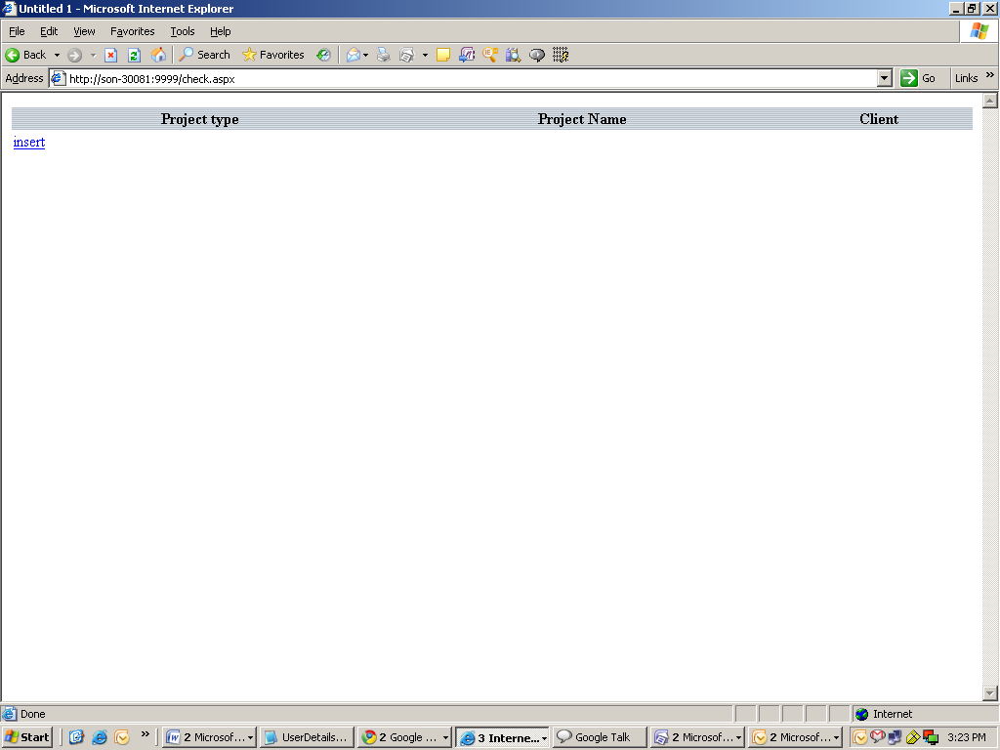 Untitled 1 - Microsoft Internet Explorer
File Edit View Favorites Tools Help
Back Search Favorites
Address http://son-30081:9999/check.aspx Go Links »
Project type Project Name Client
insert
Done Internet
Start » 2 Microsof... UserDetails... 2 Google ... 3 Interne... Google Talk 2 Microsof... 2 Microsof... 3:23 PM